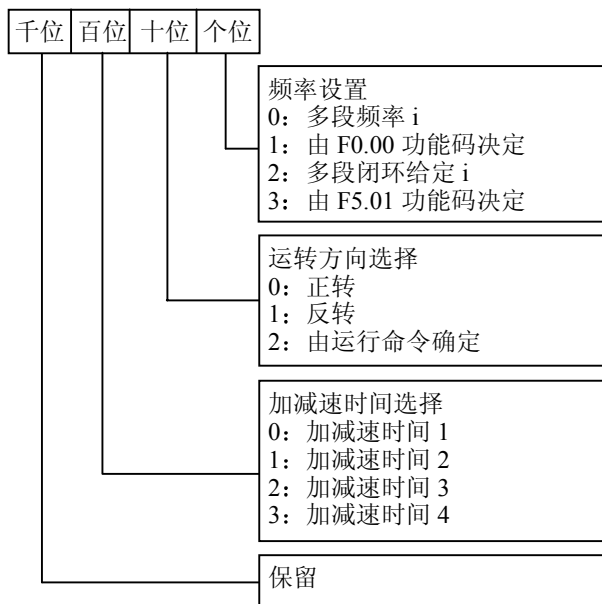 千位 百位 十位 个位
频率设置
0：多段频率 i
1：由 F0.00 功能码决定
2：多段闭环给定 i
3：由 F5.01 功能码决定
运转方向选择
0：正转
1：反转
2：由运行命令确定
加减速时间选择
0：加减速时间 1
1：加减速时间 2
2：加减速时间 3
3：加减速时间 4
保留